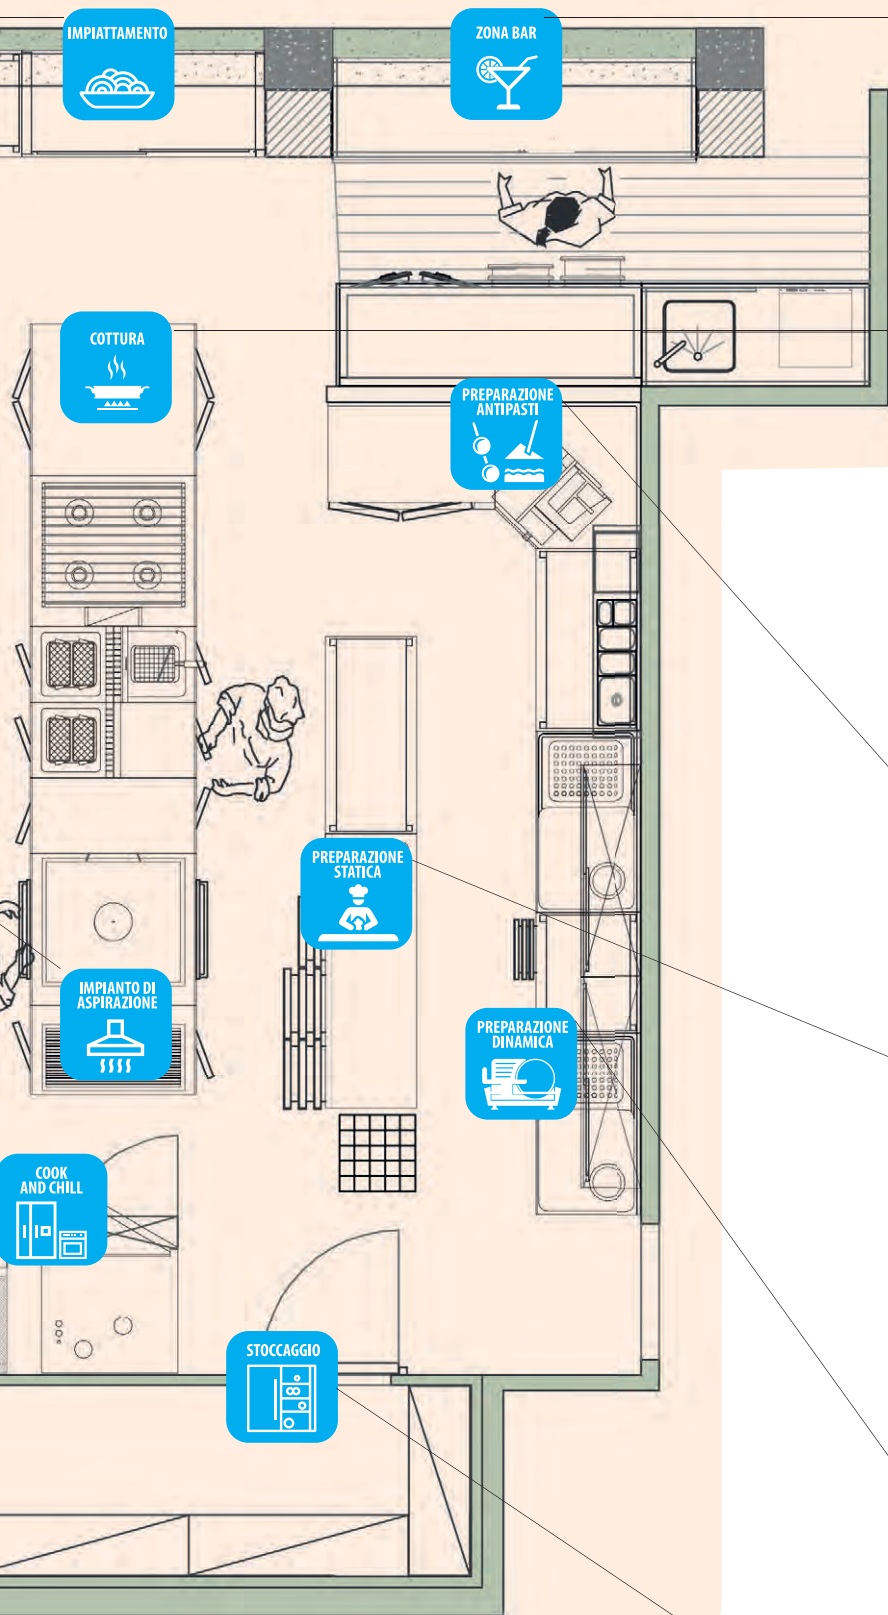 IMPIATTAMENTO
ZONA BAR
COTTURA
PREPARAZIONE
ANTIPASTI
PREPARAZIONE
STATICA
IMPIANTO DI
ASPIRAZIONE
PREPARAZIONE
DINAMICA
COOK
AND CHILL
STOCCAGGIO